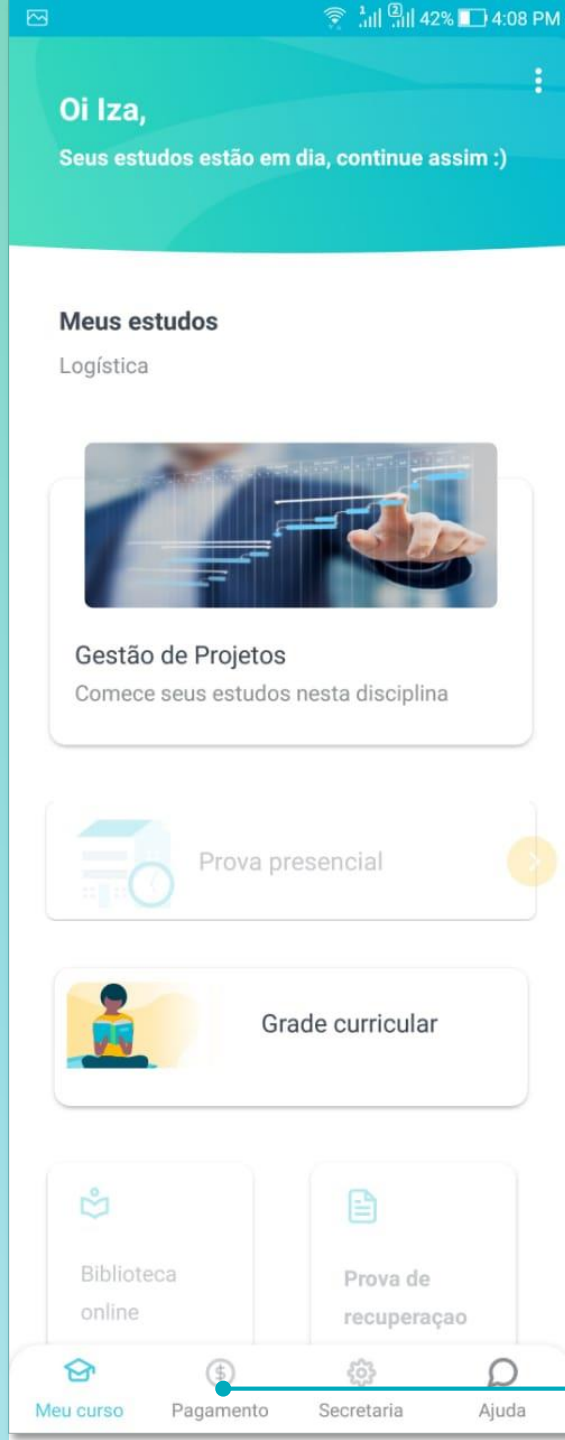 1 2 42% 4:08 PM
Oi Iza,
Seus estudos estão em dia, continue assim :)
Meus estudos
Logística
Gestão de Projetos
Comece seus estudos nesta disciplina
Prova presencial
Grade curricular
Biblioteca
online
Prova de
recuperaçao
Meu curso Pagamento Secretaria Ajuda